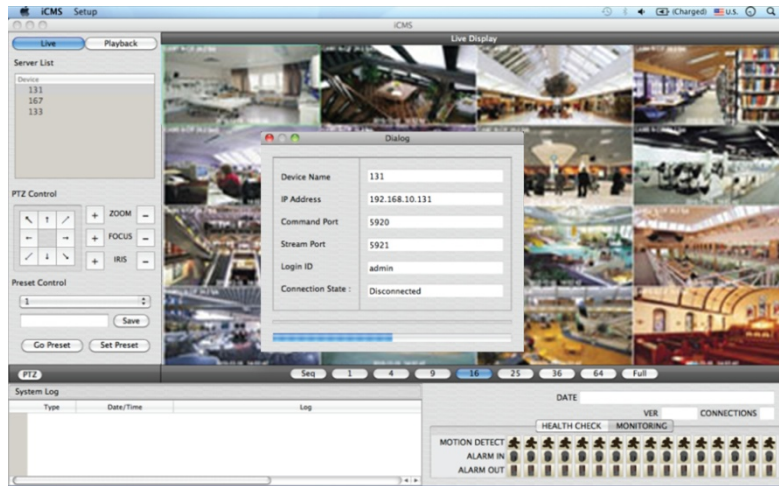 iCMS Setup (Charged) U.S.
iCMS
Live Playback
Live Display
Server List
Device
131
167
133
PTZ Control
ZOOM
FOCUS
IRIS
Preset Control
1
Save
Go Preset Set Preset
PTZ
Dialog
Device Name 131
IP Address 192.168.10.131
Command Port 5920
Stream Port 5921
Login ID admin
Connection State : Disconnected
Seq 1 4 9 16 25 36 64 Full
System Log
Type Date/Time Log
DATE
VER CONNECTIONS
HEALTH CHECK MONITORING
MOTION DETECT
ALARM IN
ALARM OUT